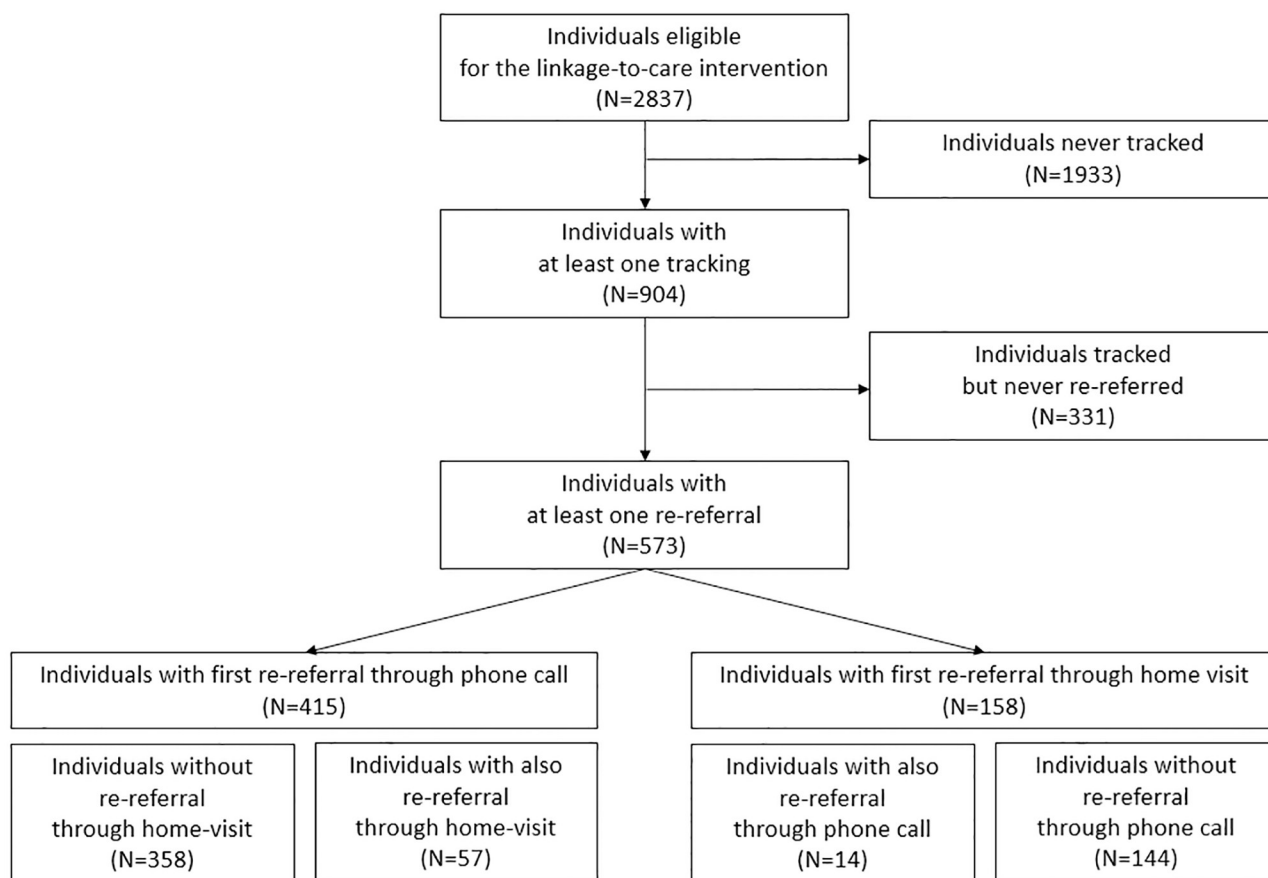 Individuals eligible
for the linkage-to-care intervention
(N=2837)
Individuals never tracked
(N=1933)
Individuals with
at least one tracking
(N=904)
Individuals tracked
but never re-referred
(N=331)
Individuals with
at least one re-referral
(N=573)
Individuals with first re-referral through phone call
(N=415)
Individuals with first re-referral through home visit
(N=158)
Individuals without
re-referral
through home-visit
(N=358)
Individuals with also
re-referral
through home-visit
(N=57)
Individuals with also
re-referral
through phone call
(N=14)
Individuals without
re-referral
through phone call
(N=144)